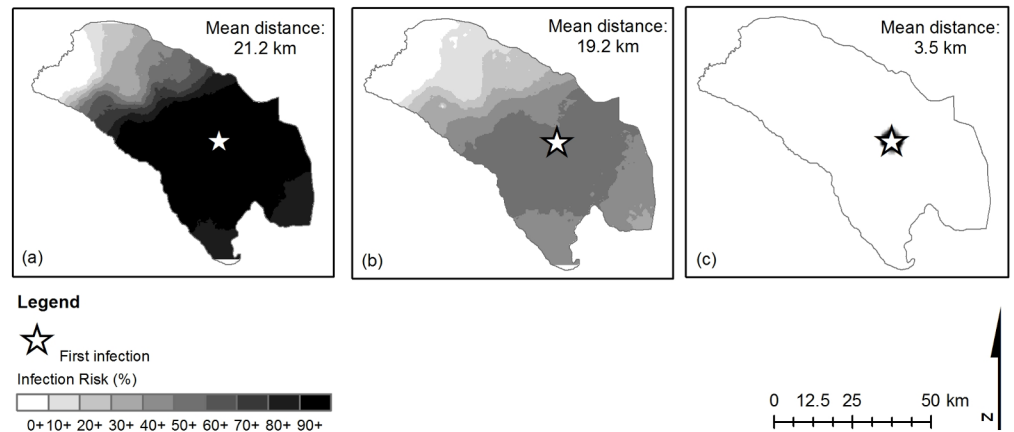 Mean distance:
21.2 km
(a)
Mean distance:
19.2 km
(b)
Mean distance:
3.5 km
(c)
Legend
First infection
Infection Risk (%)
0+ 10+ 20+ 30+ 40+ 50+ 60+ 70+ 80+ 90+
0 12.5 25 50 km
N